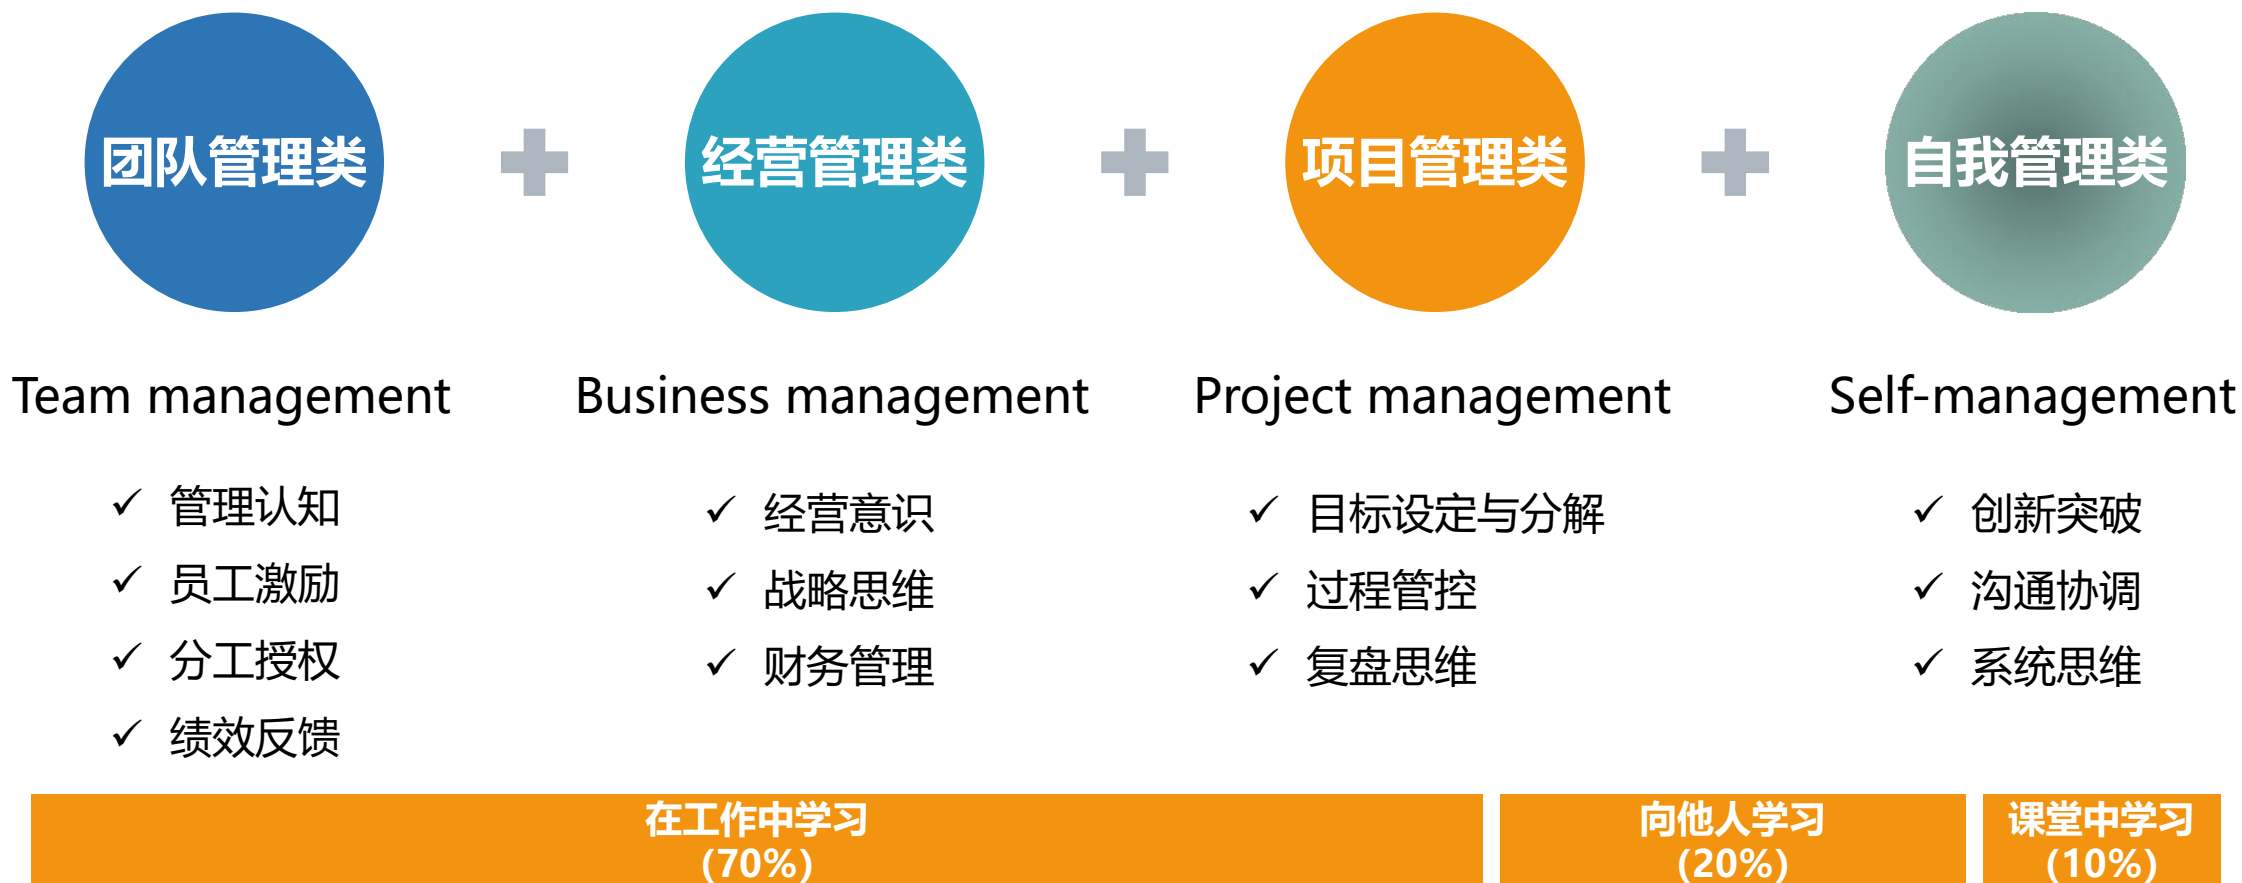 团队管理类
经营管理类
项目管理类
自我管理类
Team management
Business management
Project management
Self-management
管理认知
员工激励
分工授权
绩效反馈
经营意识
战略思维
财务管理
目标设定与分解
过程管控
复盘思维
创新突破
沟通协调
系统思维
在工作中学习
(70%)
向他人学习
(20%)
课堂中学习
(10%)